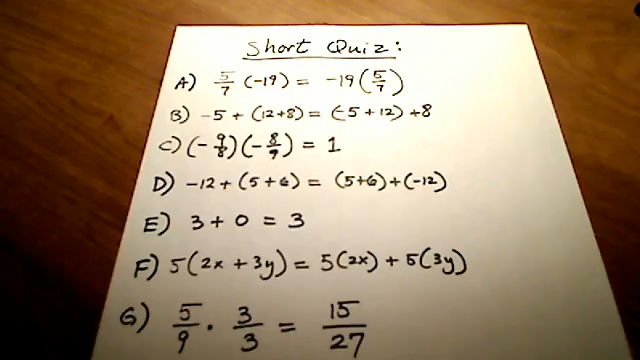 Short Quiz:
A) 5/7 (-19) = -19(5/7)
B) -5 + (12+8) = (-5+12)+8
C) (-9/8)(-8/9) = 1
D) -12 + (5+6) = (5+6)+(-12)
E) 3 + 0 = 3
F) 5(2x + 3y) = 5(2x) + 5(3y)
G) 5/9 · 3/3 = 15/27